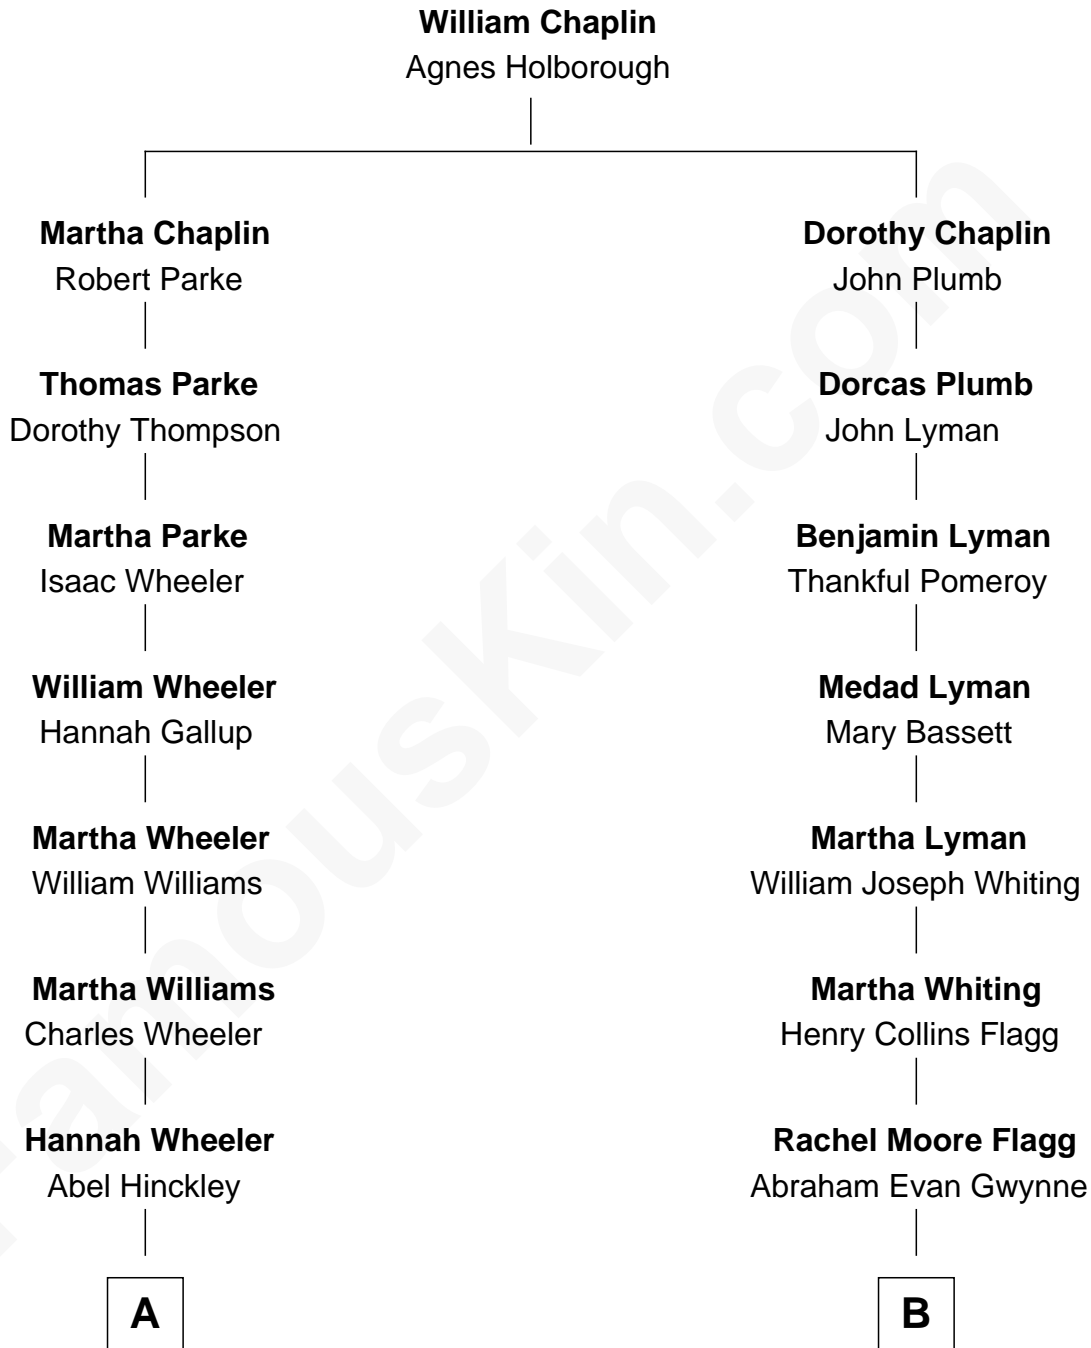 William Chaplin
Agnes Holborough
Martha Chaplin
Robert Parke
Thomas Parke
Dorothy Thompson
Martha Parke
Isaac Wheeler
William Wheeler
Hannah Gallup
Martha Wheeler
William Williams
Martha Williams
Charles Wheeler
Hannah Wheeler
Abel Hinckley
A
Dorothy Chaplin
John Plumb
Dorcas Plumb
John Lyman
Benjamin Lyman
Thankful Pomeroy
Medad Lyman
Mary Bassett
Martha Lyman
William Joseph Whiting
Martha Whiting
Henry Collins Flagg
Rachel Moore Flagg
Abraham Evan Gwynne
B
FamousKin.com